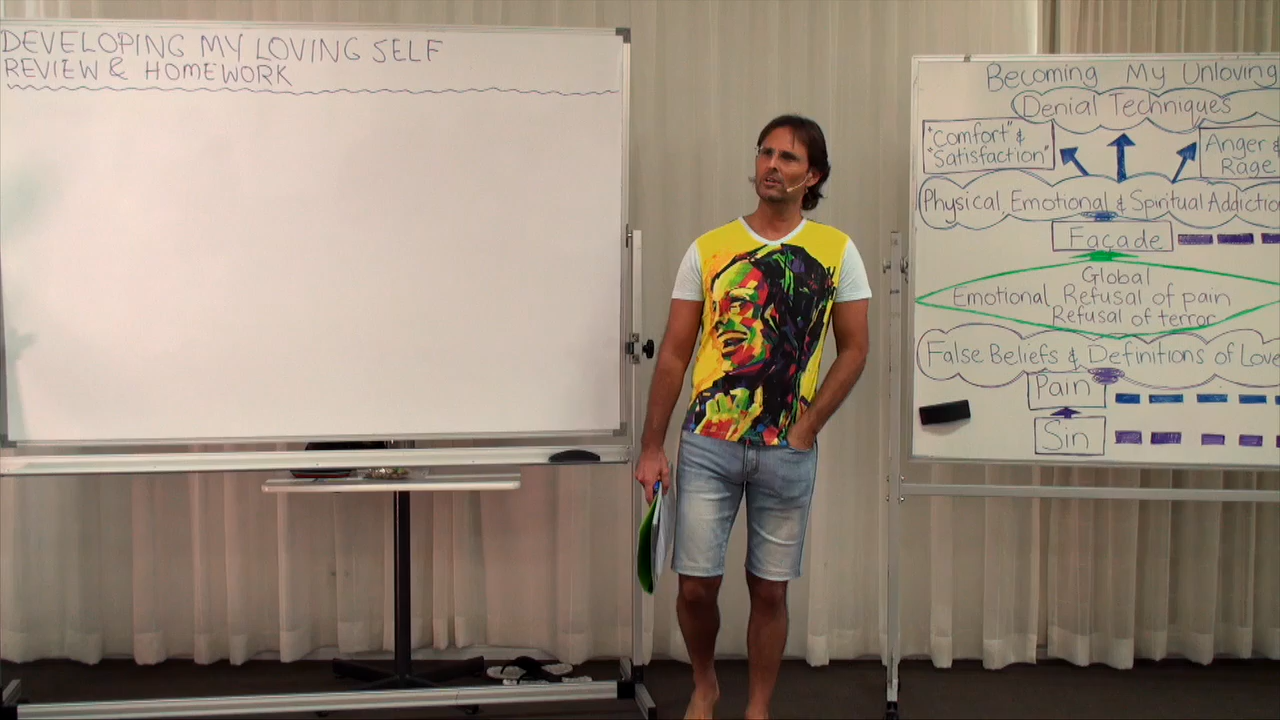 DEVELOPING MY LOVING SELF
REVIEW & HOMEWORK
Becoming My Unloving
Denial Techniques
"Comfort" &
"Satisfaction"
Anger &
Rage
Physical, Emotional & Spiritual Addictio
Façade
Global
Emotional Refusal of pain
Refusal of terror
False Beliefs & Definitions of Love
Pain
Sin